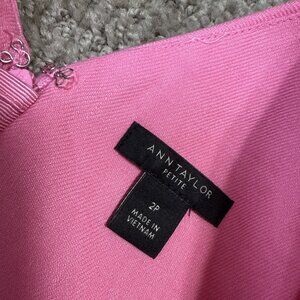 ANN TAYLOR
PETITE
2P
MADE IN
VIETNAM